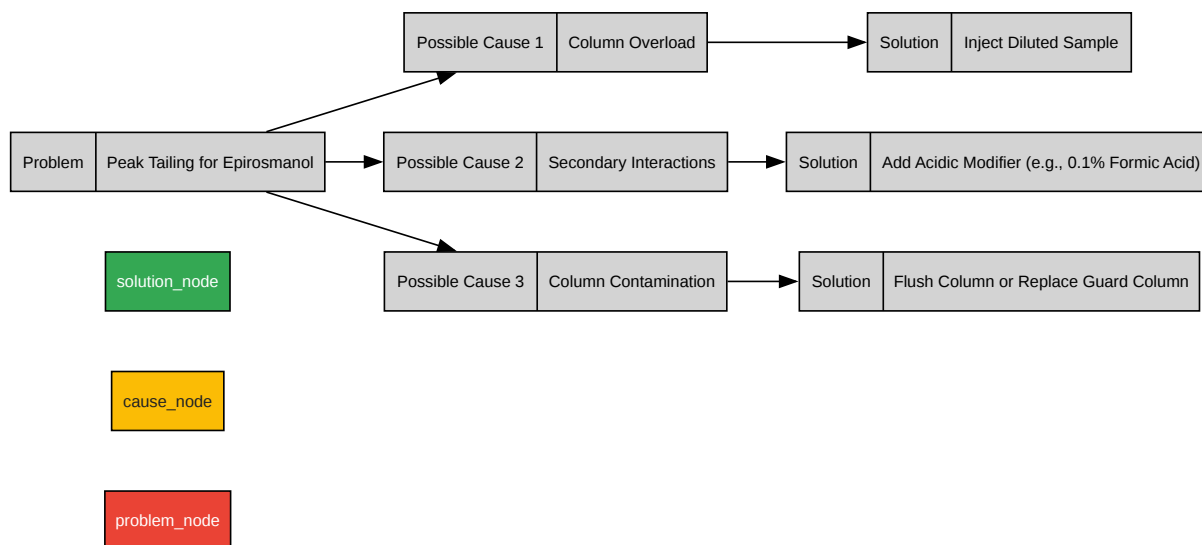 Possible Cause 1 Column Overload Solution Inject Diluted Sample
Problem Peak Tailing for Epirosmanol Possible Cause 2 Secondary Interactions Solution Add Acidic Modifier (e.g., 0.1% Formic Acid)
solution_node Possible Cause 3 Column Contamination Solution Flush Column or Replace Guard Column
cause_node
problem_node